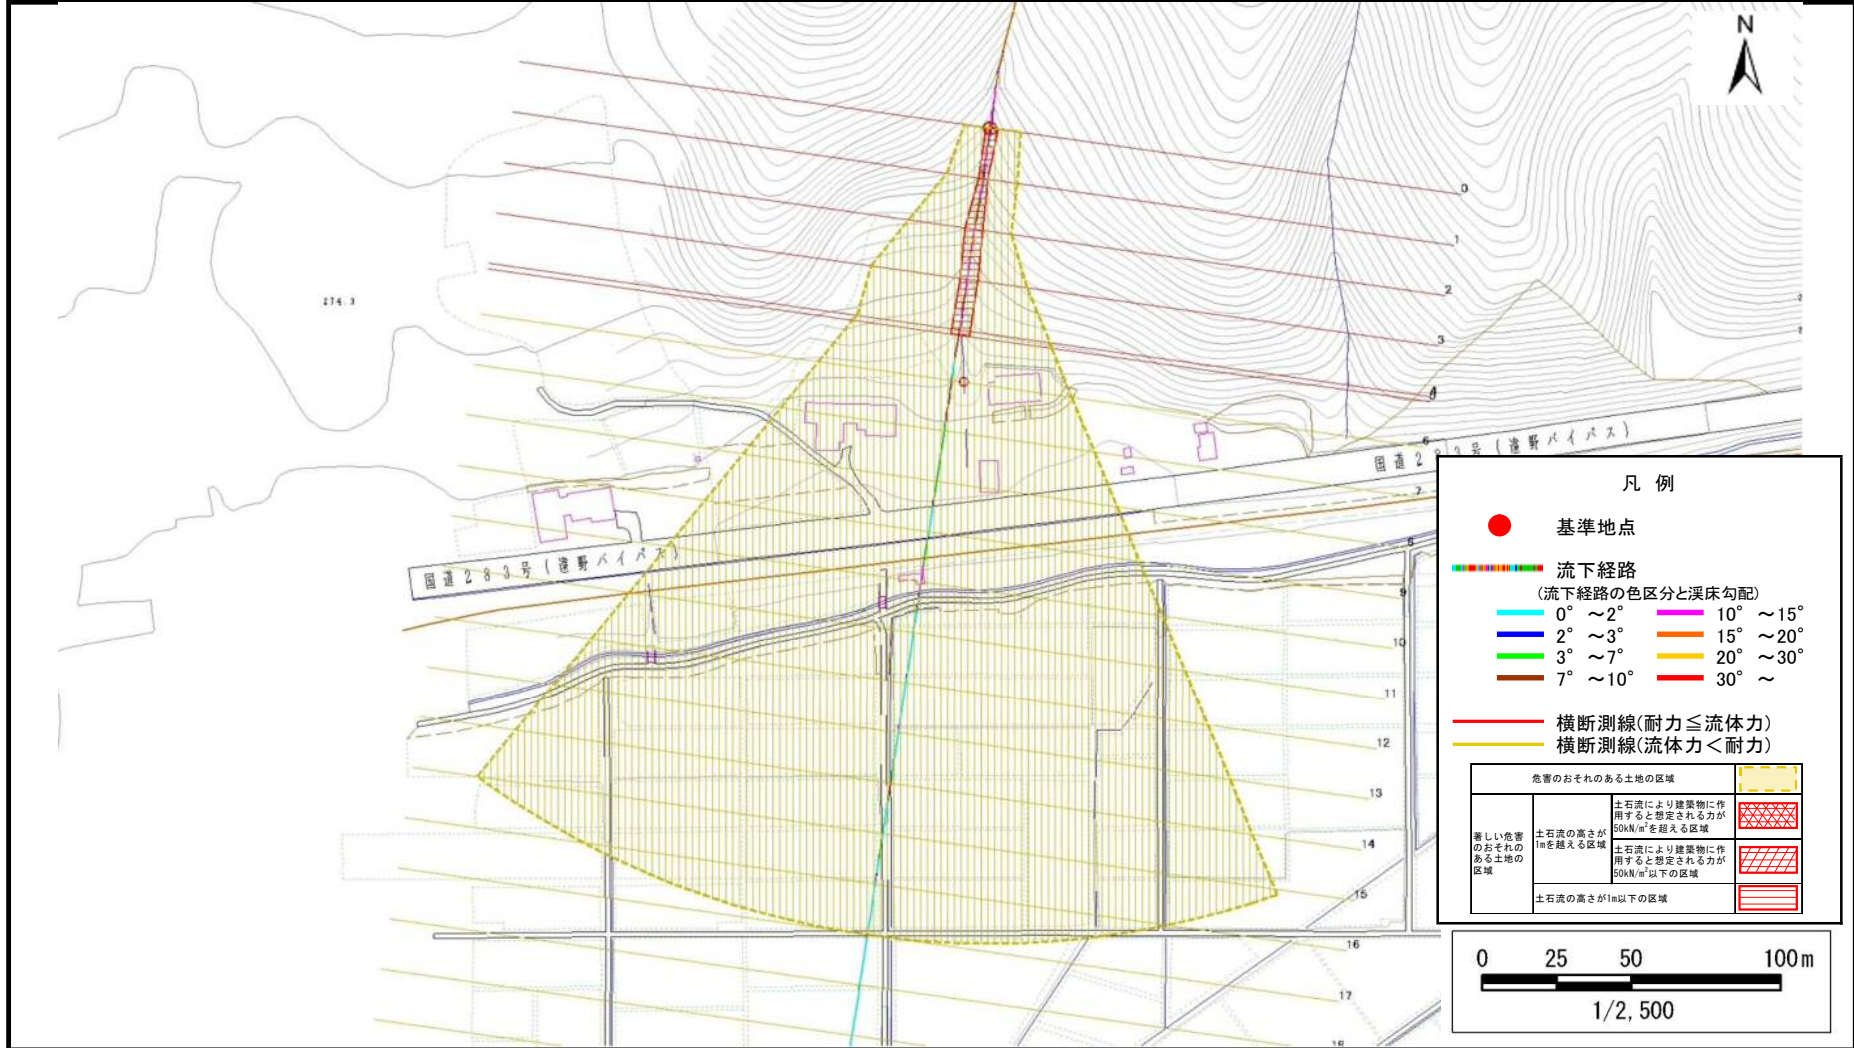 N
0
1
2
3
4
6
7
8
9
10
11
12
13
14
15
16
17
18
274.3
国道283号(遠野バイパス)
国道283号(遠野バイパス)
凡 例
基準地点
流下経路
(流下経路の色区分と渓床勾配)
0° ～2° 10° ～15°
2° ～3° 15° ～20°
3° ～7° 20° ～30°
7° ～10° 30° ～
横断測線(耐力≦流体力)
横断測線(流体力＜耐力)
危害のおそれのある土地の区域
著しい危害
のおそれの
ある土地の
区域
土石流の高さが
1mを越える区域
土石流により建築物に作
用すると想定される力が
50kN/m²を超える区域
土石流により建築物に作
用すると想定される力が
50kN/m²以下の区域
土石流の高さが1m以下の区域
0 25 50 100m
1/2,500